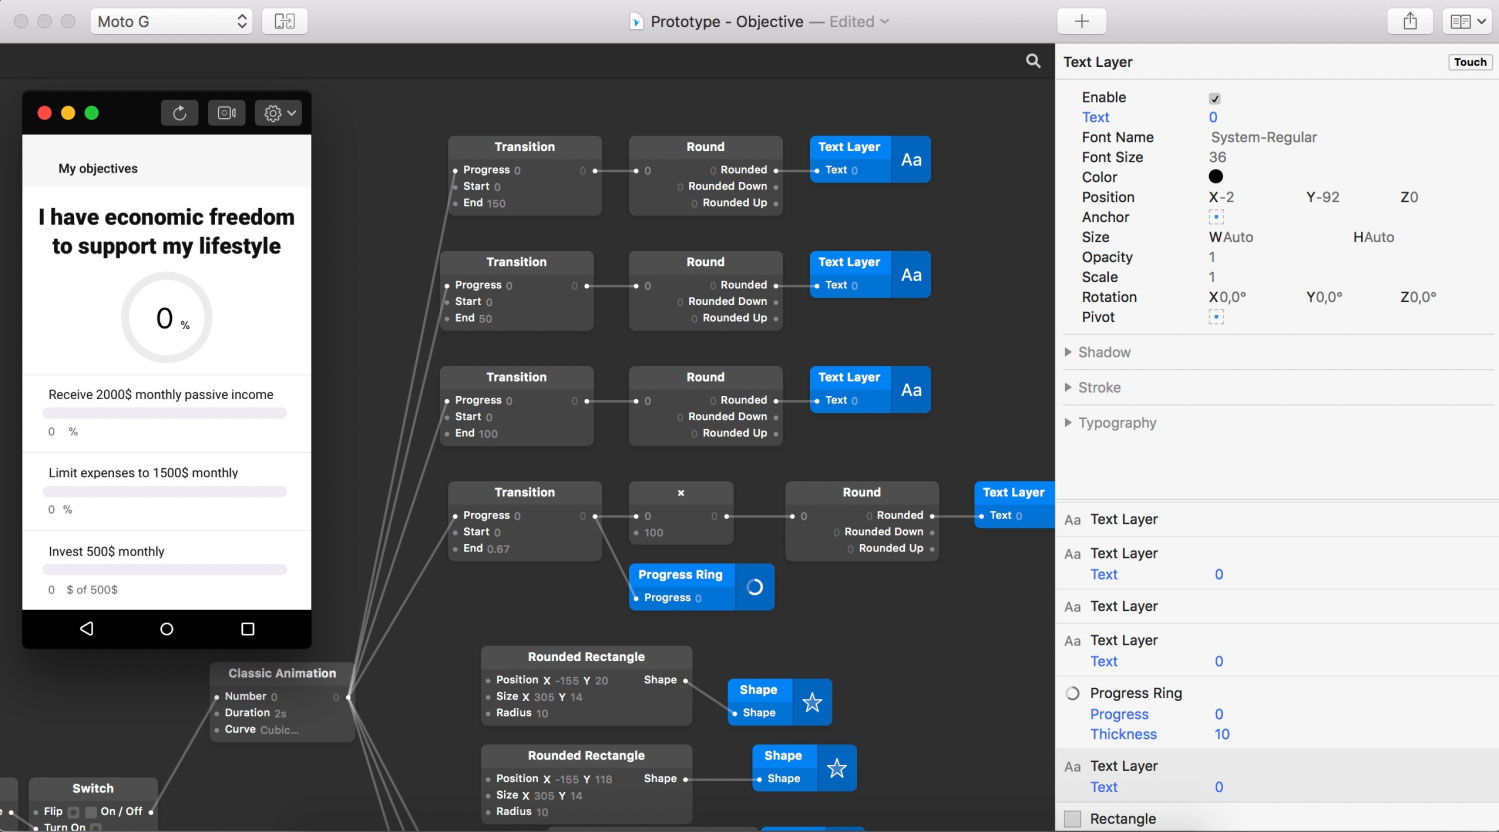 Moto G
Prototype - Objective — Edited
My objectives
I have economic freedom
to support my lifestyle
0 %
Receive 2000$ monthly passive income
0 %
Limit expenses to 1500$ monthly
0 %
Invest 500$ monthly
0 $ of 500$
Transition
Progress 0 0
Start 0
End 150
Round
0 0 Rounded
0 Rounded Down
0 Rounded Up
Text Layer
Text 0
Aa
Transition
Progress 0 0
Start 0
End 50
Round
0 0 Rounded
0 Rounded Down
0 Rounded Up
Text Layer
Text 0
Aa
Transition
Progress 0 0
Start 0
End 100
Round
0 0 Rounded
0 Rounded Down
0 Rounded Up
Text Layer
Text 0
Aa
Transition
Progress 0 0
Start 0
End 0.67
×
0 0
100
Round
0 0 Rounded
0 Rounded Down
0 Rounded Up
Text Layer
Text 0
Progress Ring
Progress 0
Rounded Rectangle
Position X -155 Y 20 Shape
Size X 305 Y 14
Radius 10
Shape
Shape
Classic Animation
Number 0 0
Duration 2s
Curve Cubic...
Rounded Rectangle
Position X -155 Y 118 Shape
Size X 305 Y 14
Radius 10
Shape
Shape
Switch
Flip On / Off
Turn On
Text Layer Touch
Enable
Text 0
Font Name System-Regular
Font Size 36
Color
Position X-2 Y-92 Z0
Anchor
Size WAuto HAuto
Opacity 1
Scale 1
Rotation X0,0° Y0,0° Z0,0°
Pivot
Shadow
Stroke
Typography
Aa Text Layer
Aa Text Layer
Text 0
Aa Text Layer
Aa Text Layer
Text 0
Progress Ring
Progress 0
Thickness 10
Aa Text Layer
Text 0
Rectangle